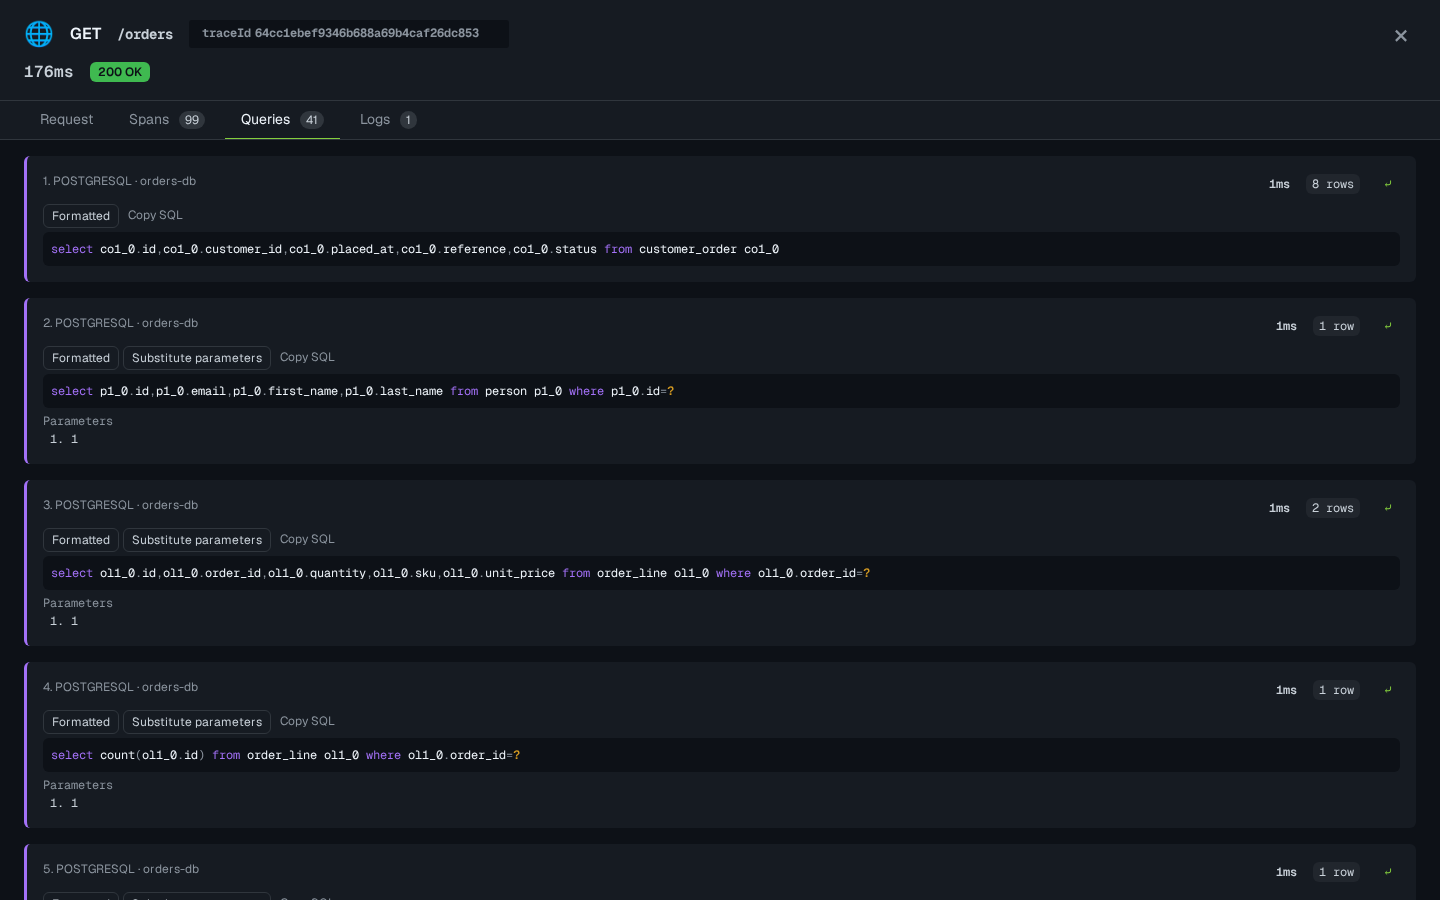 GET /orders traceId 64cc1ebef9346b688a69b4caf26dc853
176ms 200 OK
Request Spans 99 Queries 41 Logs 1
1. POSTGRESQL · orders-db 1ms 8 rows
Formatted Copy SQL
select co1_0.id,co1_0.customer_id,co1_0.placed_at,co1_0.reference,co1_0.status from customer_order co1_0
2. POSTGRESQL · orders-db 1ms 1 row
Formatted Substitute parameters Copy SQL
select p1_0.id,p1_0.email,p1_0.first_name,p1_0.last_name from person p1_0 where p1_0.id=?
Parameters
1. 1
3. POSTGRESQL · orders-db 1ms 2 rows
Formatted Substitute parameters Copy SQL
select ol1_0.id,ol1_0.order_id,ol1_0.quantity,ol1_0.sku,ol1_0.unit_price from order_line ol1_0 where ol1_0.order_id=?
Parameters
1. 1
4. POSTGRESQL · orders-db 1ms 1 row
Formatted Substitute parameters Copy SQL
select count(ol1_0.id) from order_line ol1_0 where ol1_0.order_id=?
Parameters
1. 1
5. POSTGRESQL · orders-db 1ms 1 row